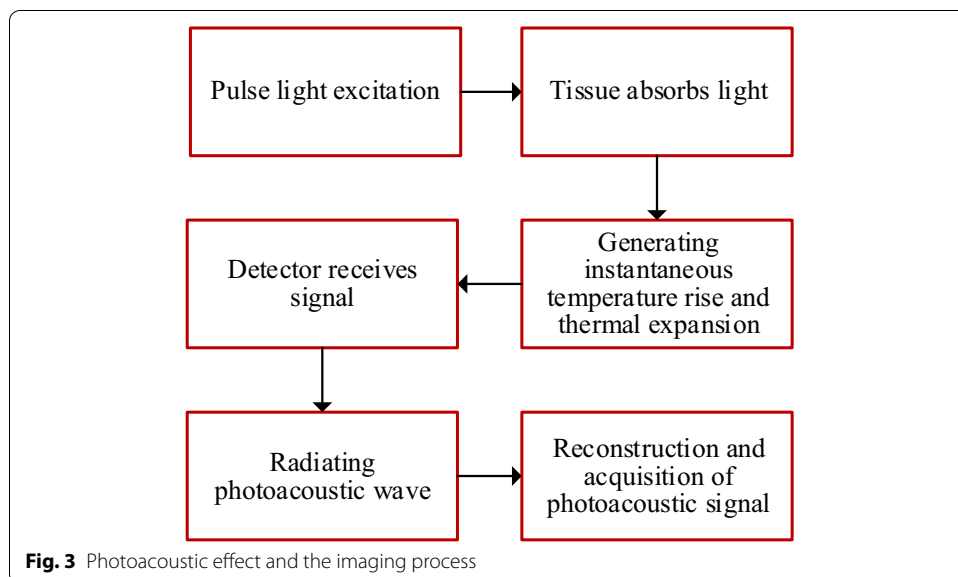 Pulse light excitation
Tissue absorbs light
Generating
instantaneous
temperature rise and
thermal expansion
Detector receives
signal
Radiating
photoacoustic wave
Reconstruction and
acquisition of
photoacoustic signal
Fig. 3 Photoacoustic effect and the imaging process